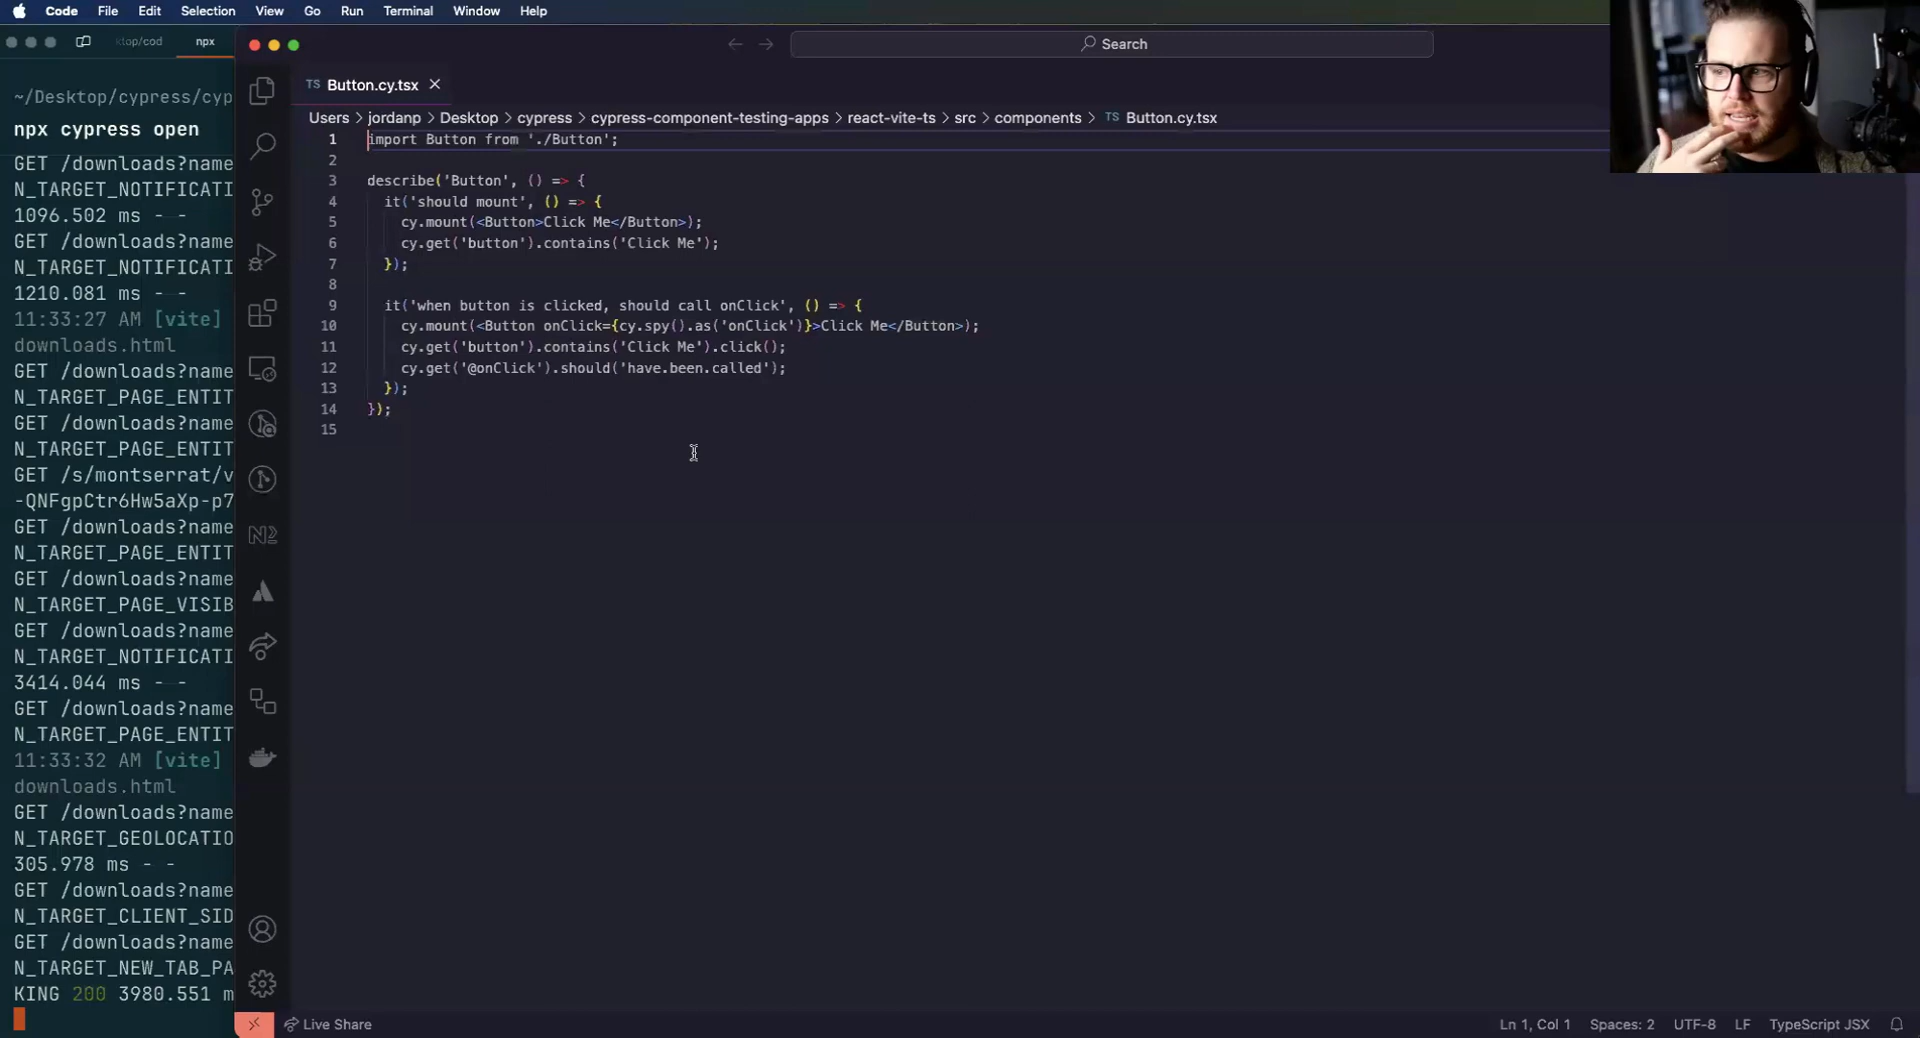 Code File Edit Selection View Go Run Terminal Window Help
top/cod npx
Search
~/Desktop/cypress/cyp
npx cypress open
GET /downloads?name
N_TARGET_NOTIFICATI
1096.502 ms - -
GET /downloads?name
N_TARGET_NOTIFICATI
1210.081 ms - -
11:33:27 AM [vite]
downloads.html
GET /downloads?name
N_TARGET_PAGE_ENTIT
GET /downloads?name
N_TARGET_PAGE_ENTIT
GET /s/montserrat/v
-QNFgpCtr6Hw5aXp-p7
GET /downloads?name
N_TARGET_PAGE_ENTIT
GET /downloads?name
N_TARGET_PAGE_VISIB
GET /downloads?name
N_TARGET_NOTIFICATI
3414.044 ms - -
GET /downloads?name
N_TARGET_PAGE_ENTIT
11:33:32 AM [vite]
downloads.html
GET /downloads?name
N_TARGET_GEOLOCATIO
305.978 ms - -
GET /downloads?name
N_TARGET_CLIENT_SID
GET /downloads?name
N_TARGET_NEW_TAB_PA
KING 200 3980.551 m
TS Button.cy.tsx
Users > jordanp > Desktop > cypress > cypress-component-testing-apps > react-vite-ts > src > components > TS Button.cy.tsx
1 import Button from './Button';
2
3 describe('Button', () => {
4 it('should mount', () => {
5 cy.mount(<Button>Click Me</Button>);
6 cy.get('button').contains('Click Me');
7 });
8
9 it('when button is clicked, should call onClick', () => {
10 cy.mount(<Button onClick={cy.spy().as('onClick')}>Click Me</Button>);
11 cy.get('button').contains('Click Me').click();
12 cy.get('@onClick').should('have.been.called');
13 });
14 });
15
Live Share
Ln 1, Col 1 Spaces: 2 UTF-8 LF TypeScript JSX